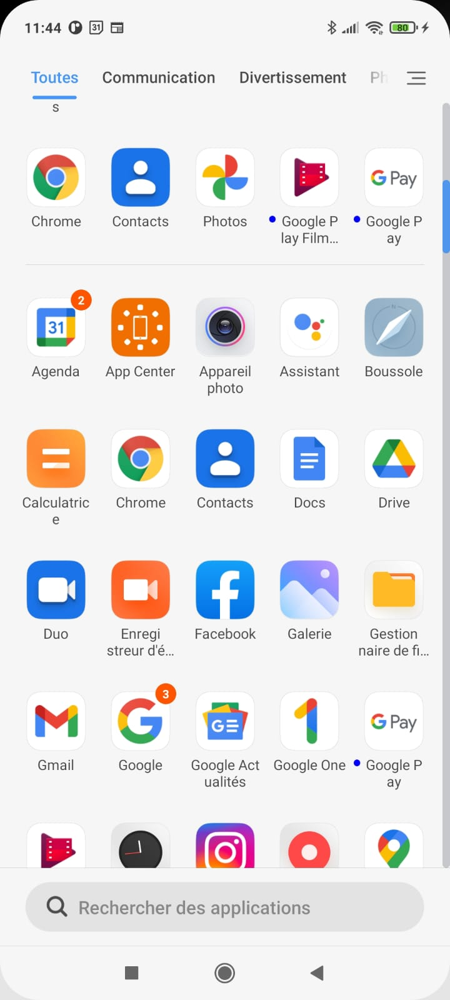 11:44 31 80
Toutes Communication Divertissement Ph
s
G Pay
Chrome Contacts Photos Google P Google P
lay Film... ay
2
31
Agenda App Center Appareil Assistant Boussole
photo
Calculatric Chrome Contacts Docs Drive
e
Duo Enregi Facebook Galerie Gestion
streur d'é... naire de fi...
3
G Pay
Gmail Google Google Act Google One Google P
ualités ay
Rechercher des applications